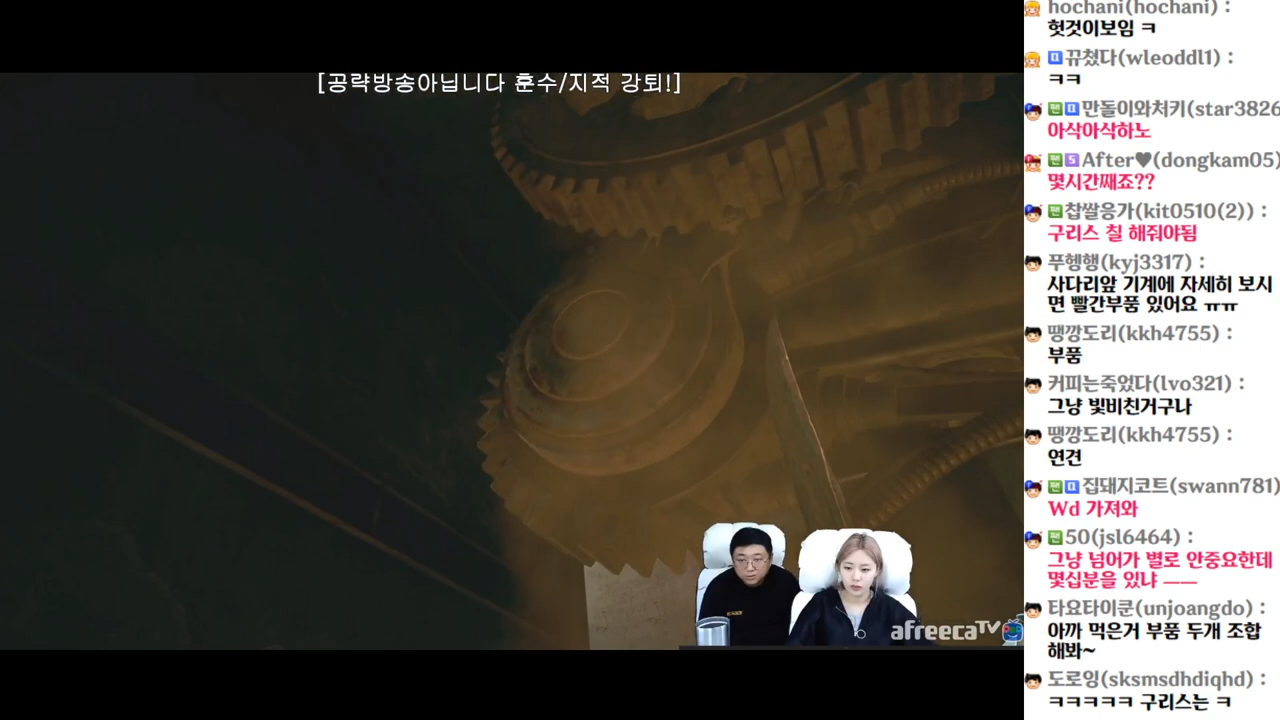 [공략방송아닙니다 훈수/지적 강퇴!]
afreecaTV
hochani(hochani) :
헛것이보임 ㅋ
뀨쳤다(wleoddl1) :
ㅋㅋ
팬 만돌이와처키(star3826
아삭아삭하노
팬 S After♥(dongkam05)
몇시간째죠??
팬 찹쌀응가(kit0510(2)) :
구리스 칠 해줘야됨
푸헹행(kyj3317) :
사다리앞 기계에 자세히 보시
면 빨간부품 있어요 ㅠㅠ
땡깡도리(kkh4755) :
부품
커피는죽었다(lvo321) :
그냥 빛비친거구나
땡깡도리(kkh4755) :
연견
팬 집돼지코트(swann781)
Wd 가져와
팬 50(jsl6464) :
그냥 넘어가 별로 안중요한데
몇십분을 있냐 ㅡㅡ
타요타이쿤(unjoangdo) :
아까 먹은거 부품 두개 조합
해봐~
도로잉(sksmsdhdiqhd) :
ㅋㅋㅋㅋㅋ 구리스는 ㅋ